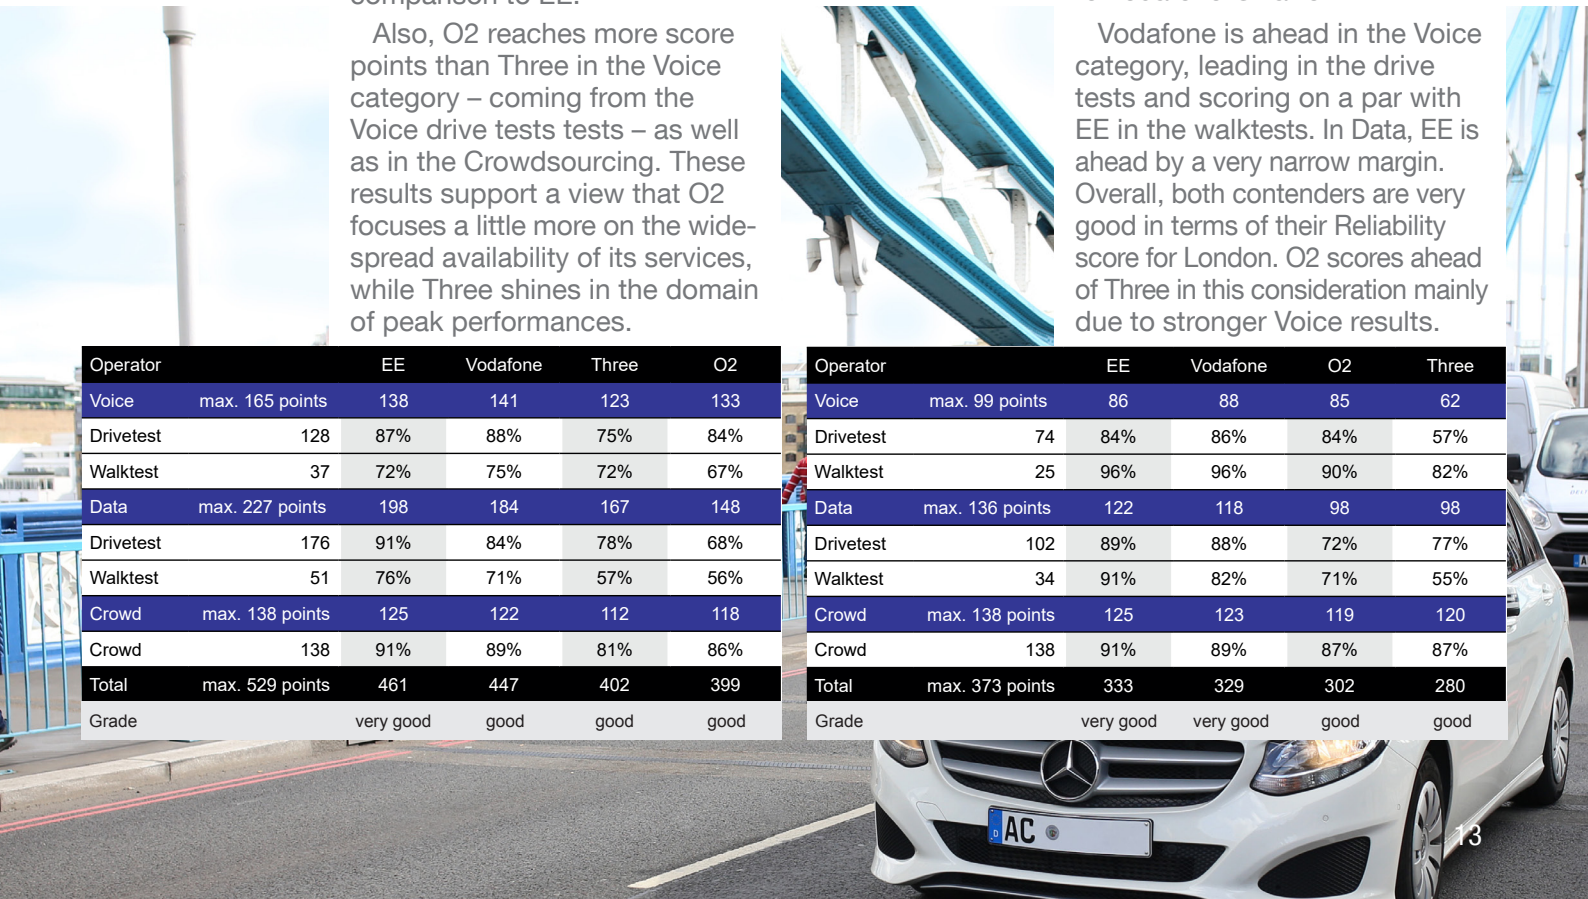 Also, O2 reaches more score
points than Three in the Voice
category – coming from the
Voice drive tests tests – as well
as in the Crowdsourcing. These
results support a view that O2
focuses a little more on the wide-
spread availability of its services,
while Three shines in the domain
of peak performances.
Operator EE Vodafone Three O2
Voice max. 165 points 138 141 123 133
Drivetest 128 87% 88% 75% 84%
Walktest 37 72% 75% 72% 67%
Data max. 227 points 198 184 167 148
Drivetest 176 91% 84% 78% 68%
Walktest 51 76% 71% 57% 56%
Crowd max. 138 points 125 122 112 118
Crowd 138 91% 89% 81% 86%
Total max. 529 points 461 447 402 399
Grade very good good good good
Vodafone is ahead in the Voice
category, leading in the drive
tests and scoring on a par with
EE in the walktests. In Data, EE is
ahead by a very narrow margin.
Overall, both contenders are very
good in terms of their Reliability
score for London. O2 scores ahead
of Three in this consideration mainly
due to stronger Voice results.
Operator EE Vodafone O2 Three
Voice max. 99 points 86 88 85 62
Drivetest 74 84% 86% 84% 57%
Walktest 25 96% 96% 90% 82%
Data max. 136 points 122 118 98 98
Drivetest 102 89% 88% 72% 77%
Walktest 34 91% 82% 71% 55%
Crowd max. 138 points 125 123 119 120
Crowd 138 91% 89% 87% 87%
Total max. 373 points 333 329 302 280
Grade very good very good good good
AC
13